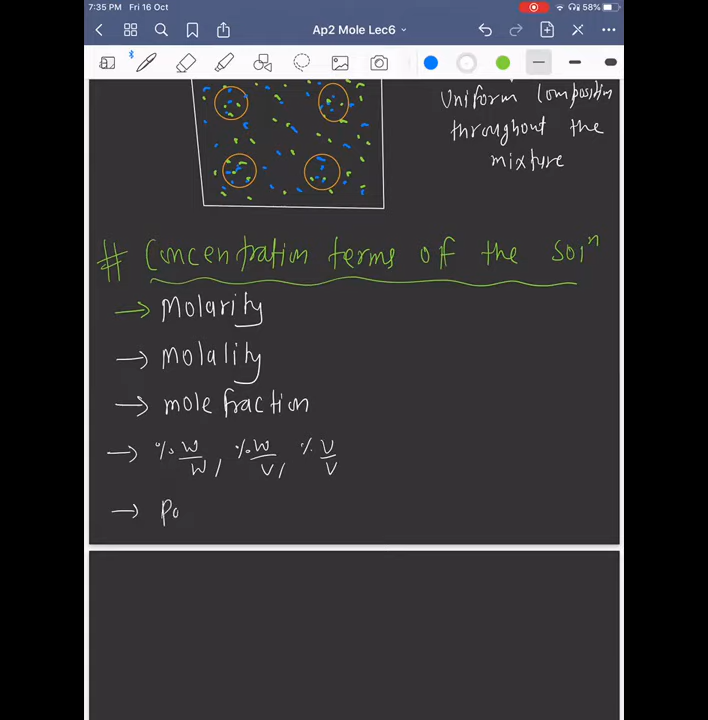 7:35 PM Fri 16 Oct 58%
Ap2 Mole Lec6
Uniform Composition
throughout the
mixture
# Concentration terms of the solⁿ
→ Molarity
→ Molality
→ mole fraction
→ % W/W, % W/V, % V/V
→ Pa